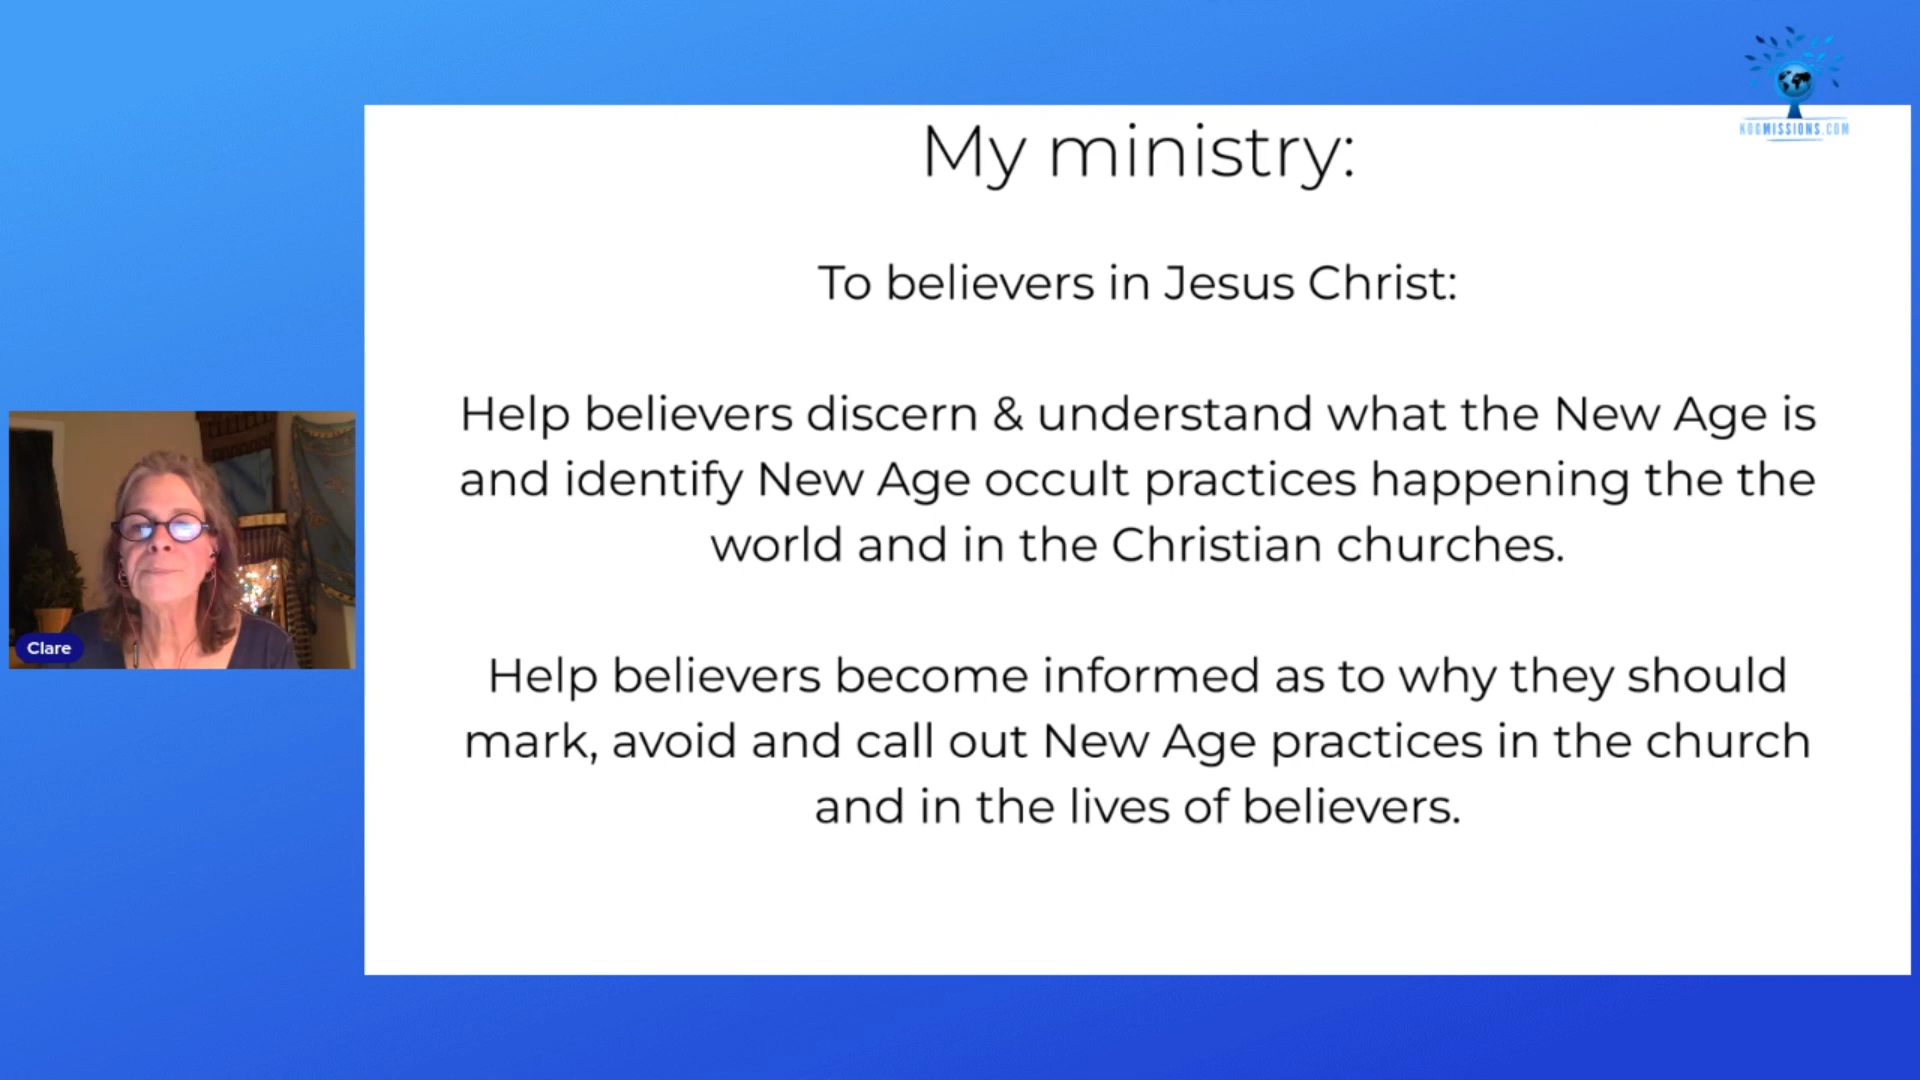 KOGMISSIONS.COM
My ministry:
To believers in Jesus Christ:
Help believers discern & understand what the New Age is
and identify New Age occult practices happening the the
world and in the Christian churches.
Help believers become informed as to why they should
mark, avoid and call out New Age practices in the church
and in the lives of believers.
Clare